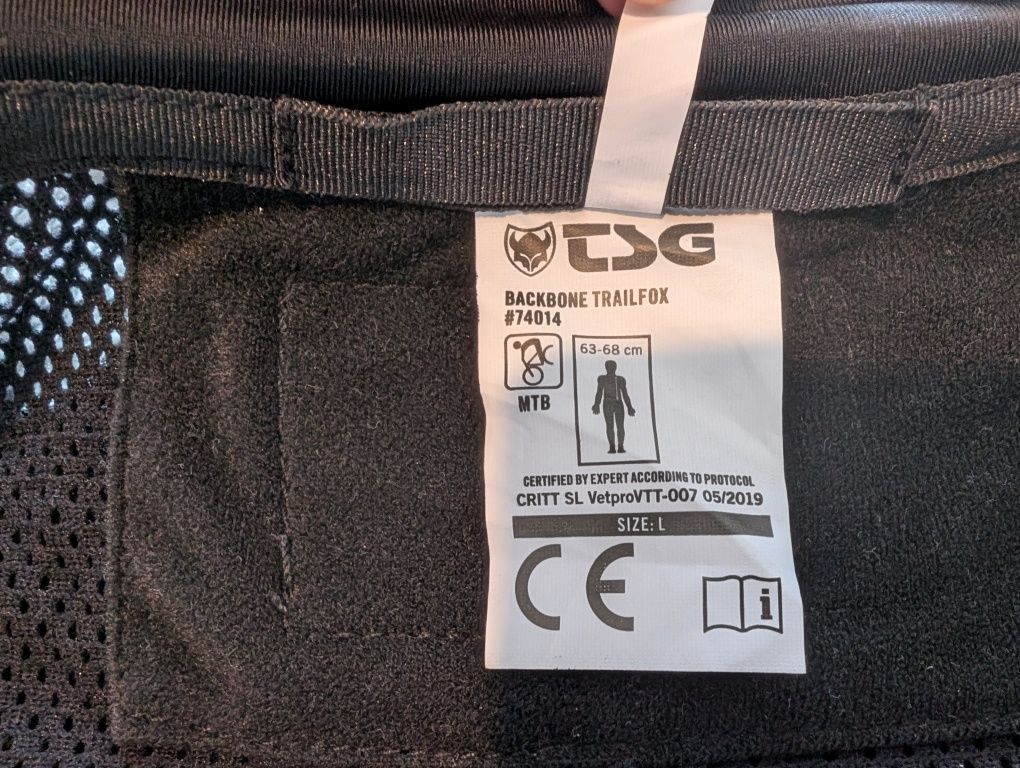 TSG
BACKBONE TRAILFOX
#74014
63-68 cm
MTB
CERTIFIED BY EXPERT ACCORDING TO PROTOCOL
CRITT SL VetproVTT-007 05/2019
SIZE: L
CE
i